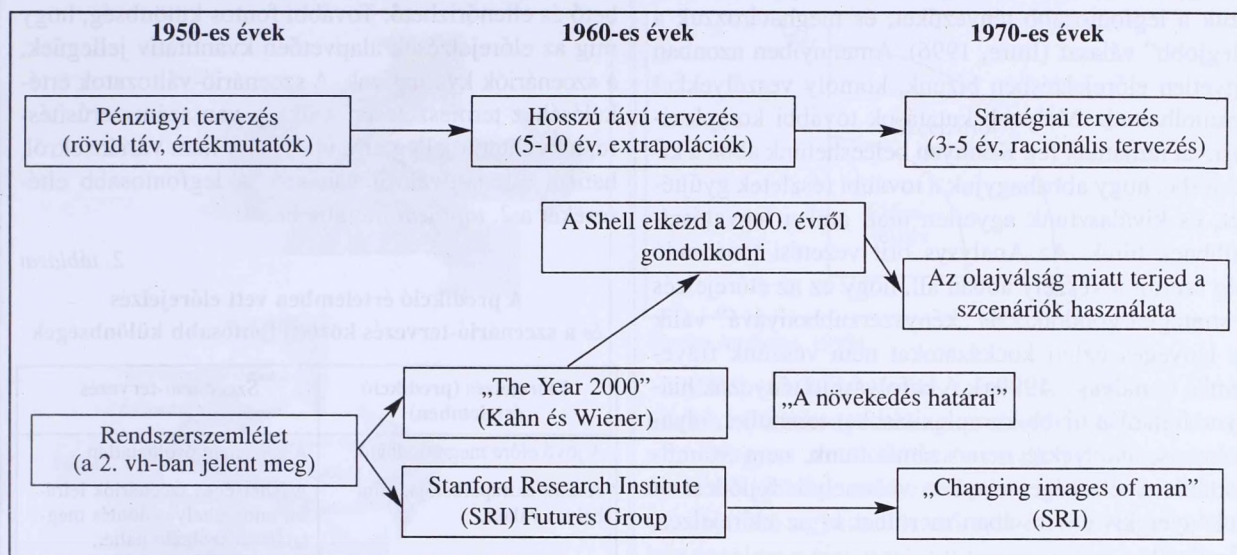 1950-es évek
1960-as évek
1970-es évek
Pénzügyi tervezés
(rövid táv, értékmutatók)
Hosszú távú tervezés
(5-10 év, extrapolációk)
Stratégiai tervezés
(3-5 év, racionális tervezés)
A Shell elkezd a 2000. évről
gondolkodni
Az olajválság miatt terjed a
szcenáriók használata
Rendszerszemlélet
(a 2. vh-ban jelent meg)
„The Year 2000”
(Kahn és Wiener)
„A növekedés határai”
Stanford Research Institute
(SRI) Futures Group
„Changing images of man”
(SRI)